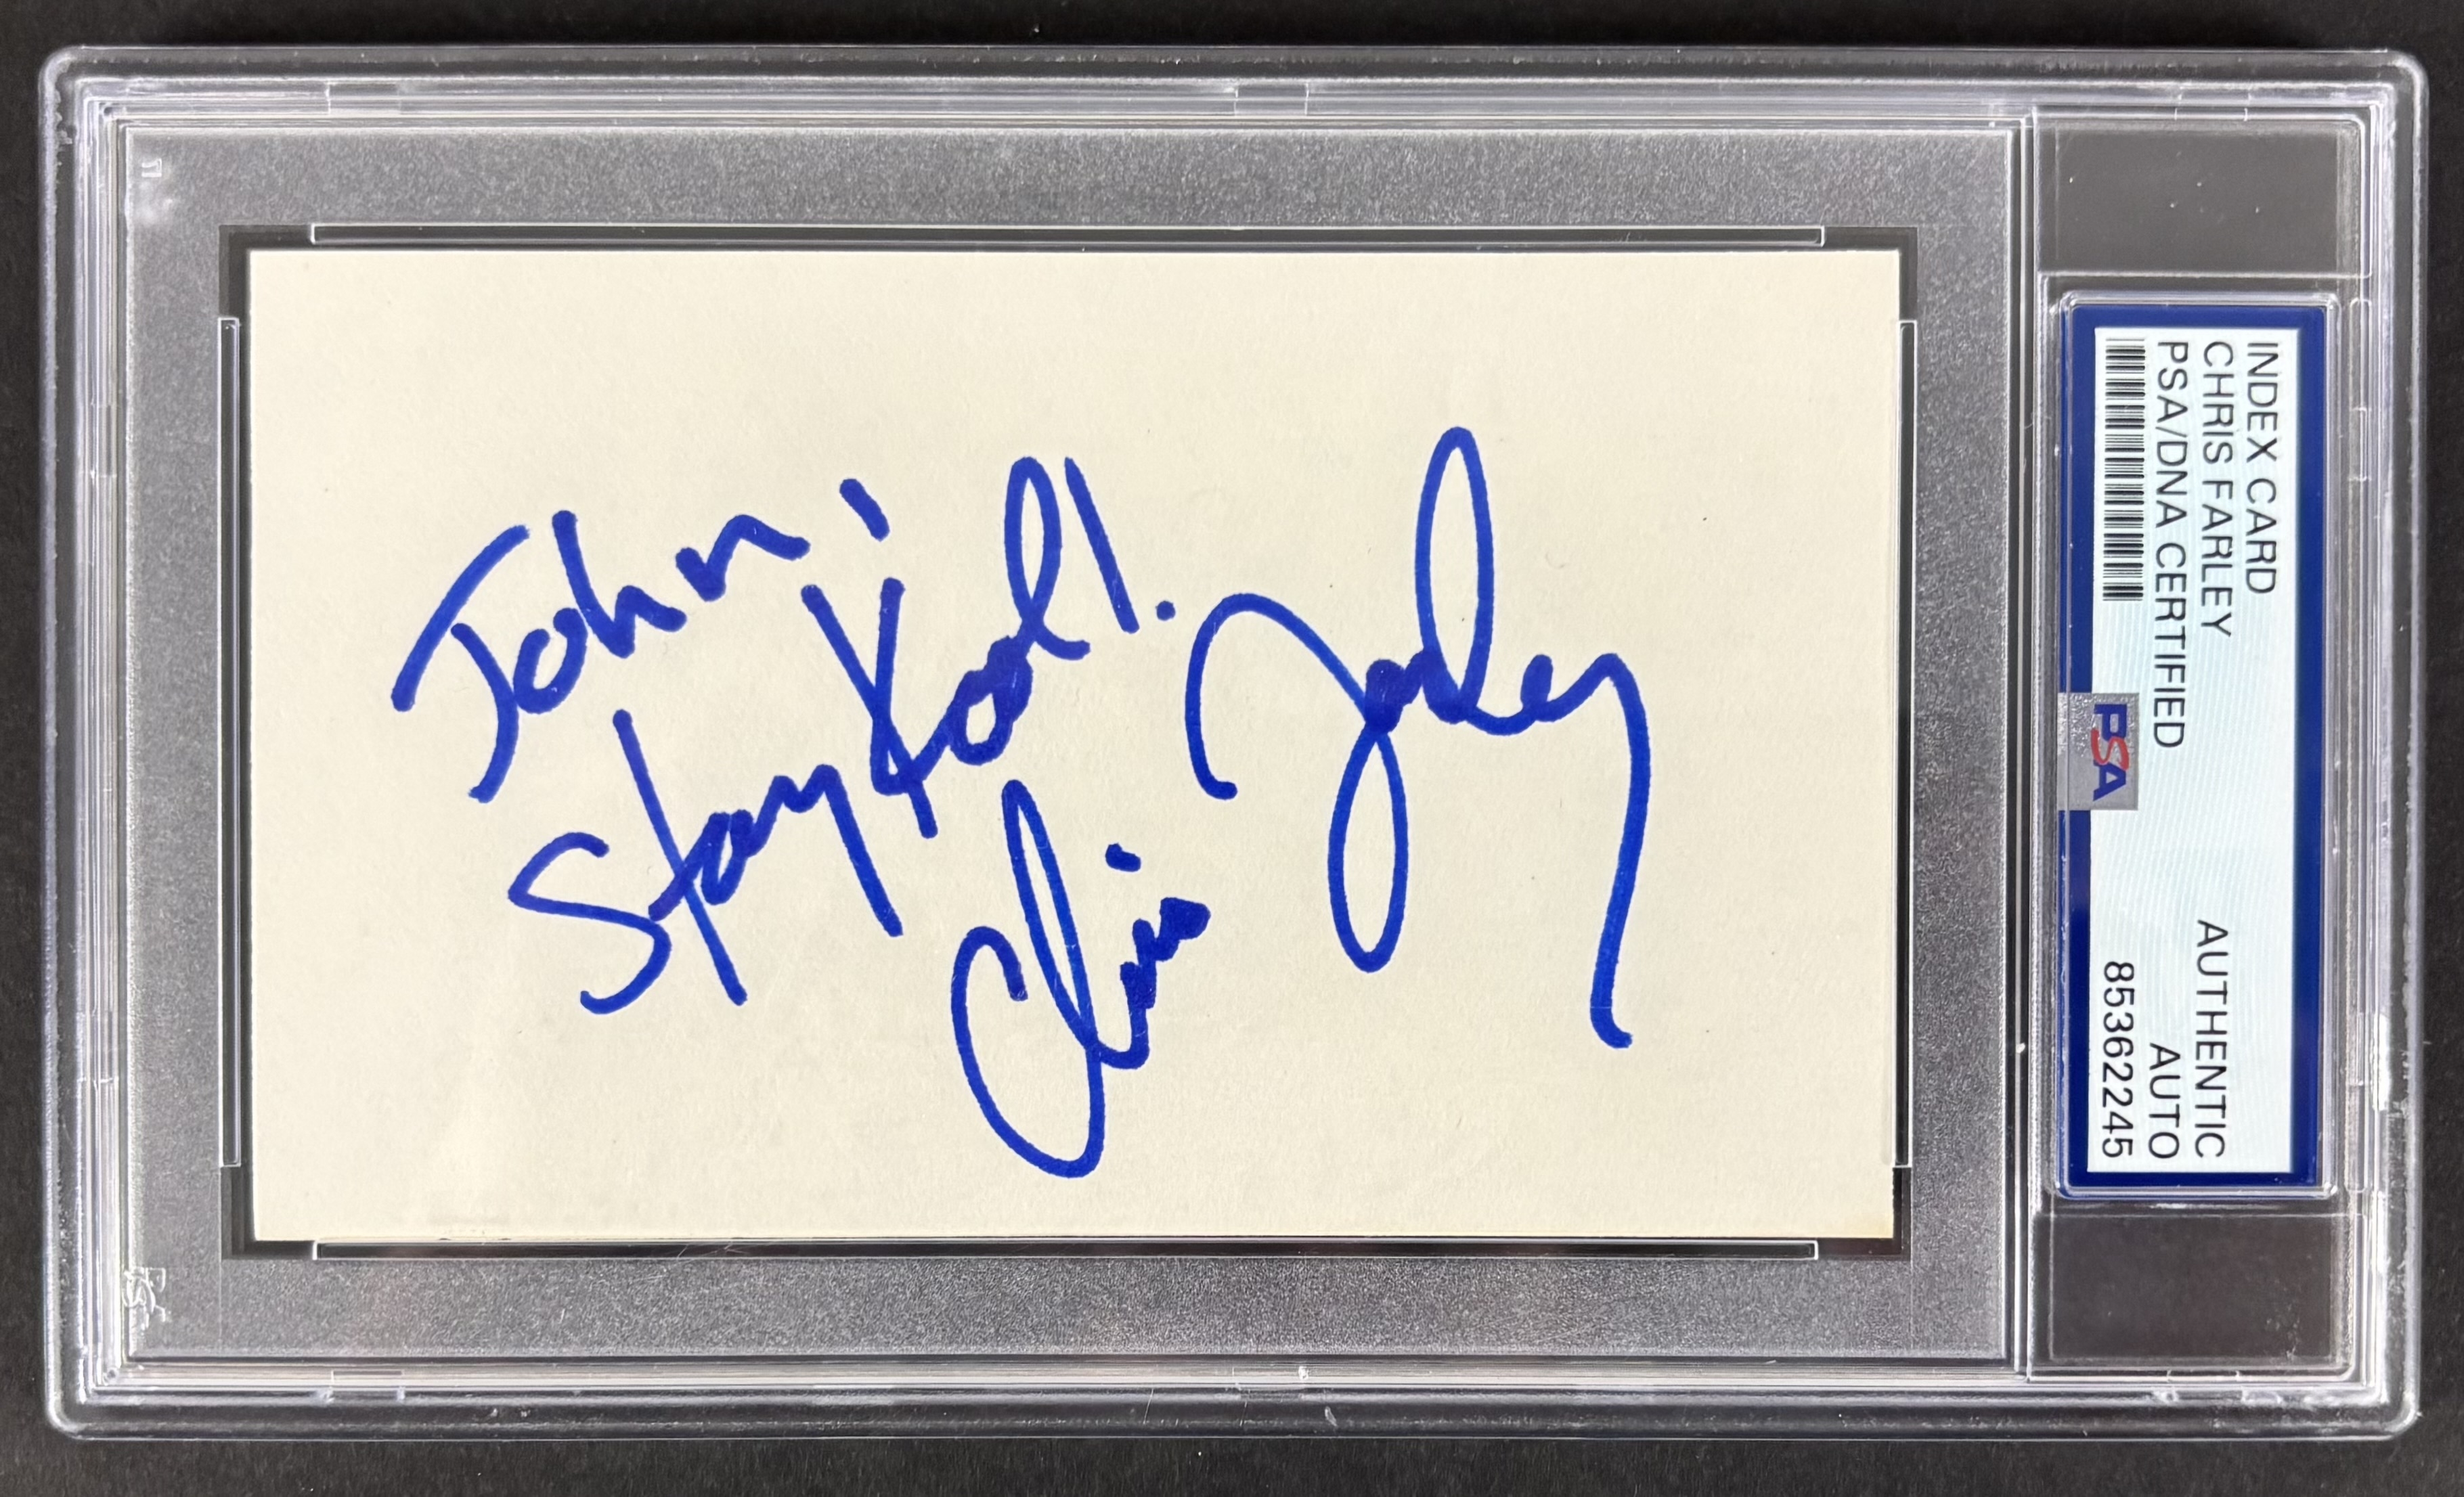 John,
Stay Kool!
Chris Farley
INDEX CARD
CHRIS FARLEY
PSA/DNA CERTIFIED
AUTHENTIC
AUTO
85362245
PSA